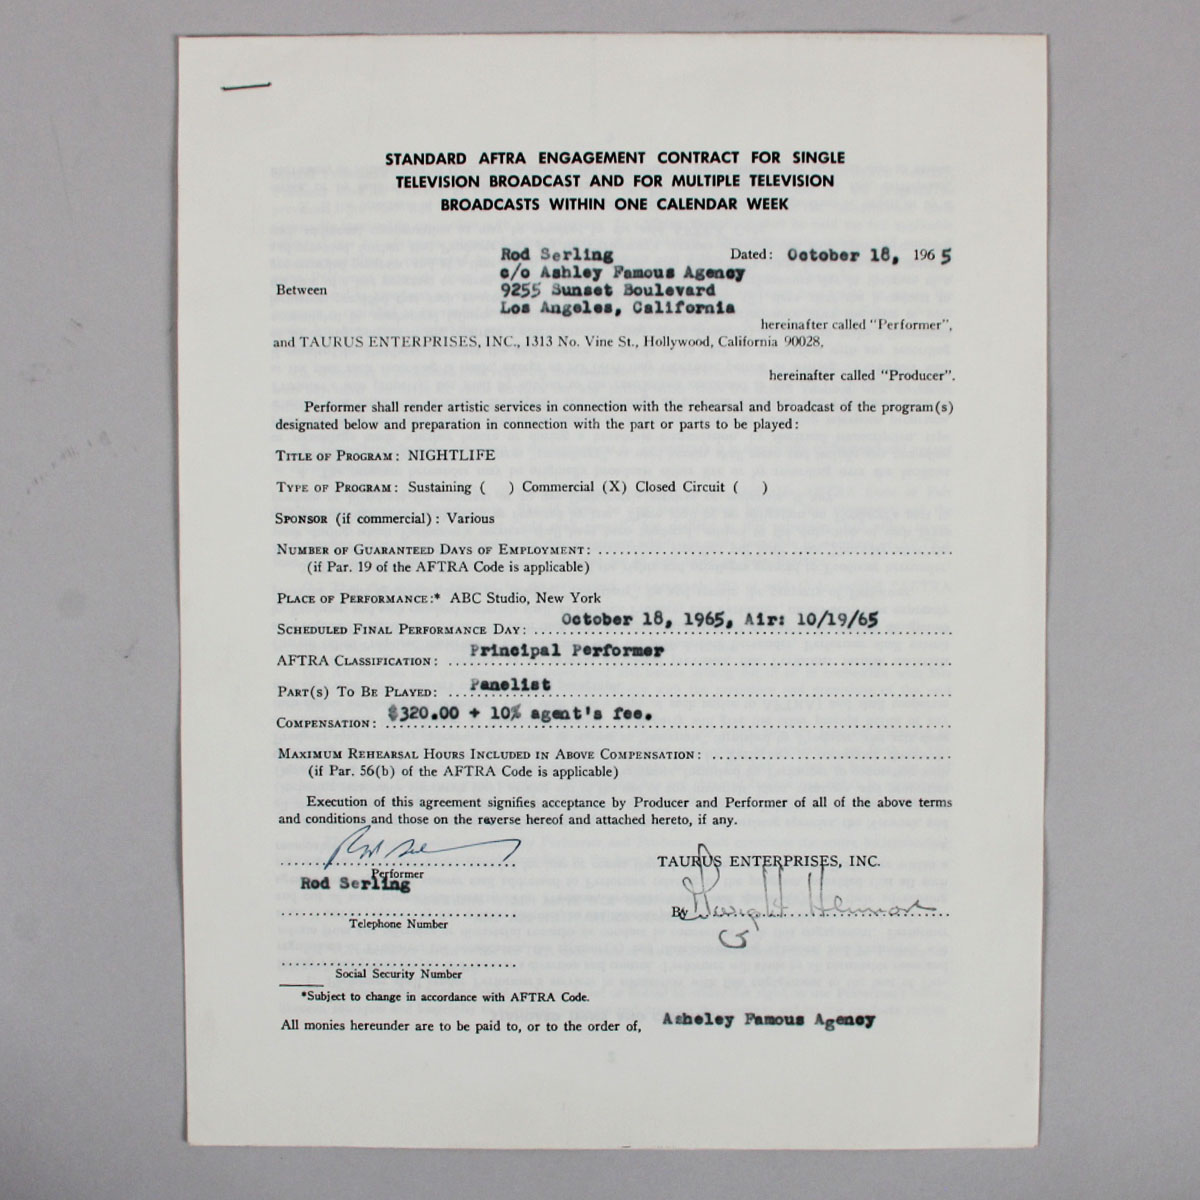 STANDARD AFTRA ENGAGEMENT CONTRACT FOR SINGLE
TELEVISION BROADCAST AND FOR MULTIPLE TELEVISION
BROADCASTS WITHIN ONE CALENDAR WEEK
Rod Serling Dated: October 18, 1965
c/o Ashley Famous Agency
Between 9255 Sunset Boulevard
Los Angeles, California
hereinafter called "Performer",
and TAURUS ENTERPRISES, INC., 1313 No. Vine St., Hollywood, California 90028,
hereinafter called "Producer".
Performer shall render artistic services in connection with the rehearsal and broadcast of the program(s)
designated below and preparation in connection with the part or parts to be played:
TITLE OF PROGRAM: NIGHTLIFE
TYPE OF PROGRAM: Sustaining ( ) Commercial (X) Closed Circuit ( )
SPONSOR (if commercial): Various
NUMBER OF GUARANTEED DAYS OF EMPLOYMENT:
(if Par. 19 of the AFTRA Code is applicable)
PLACE OF PERFORMANCE:* ABC Studio, New York
SCHEDULED FINAL PERFORMANCE DAY: October 18, 1965, Air: 10/19/65
AFTRA CLASSIFICATION: Principal Performer
PART(S) TO BE PLAYED: Panelist
COMPENSATION: $320.00 + 10% agent's fee.
MAXIMUM REHEARSAL HOURS INCLUDED IN ABOVE COMPENSATION:
(if Par. 56(b) of the AFTRA Code is applicable)
Execution of this agreement signifies acceptance by Producer and Performer of all of the above terms
and conditions and those on the reverse hereof and attached hereto, if any.
Rod Serling
TAURUS ENTERPRISES, INC.
Performer
Rod Serling
By
Telephone Number
Social Security Number
*Subject to change in accordance with AFTRA Code.
All monies hereunder are to be paid to, or to the order of, Asheley Famous Agency